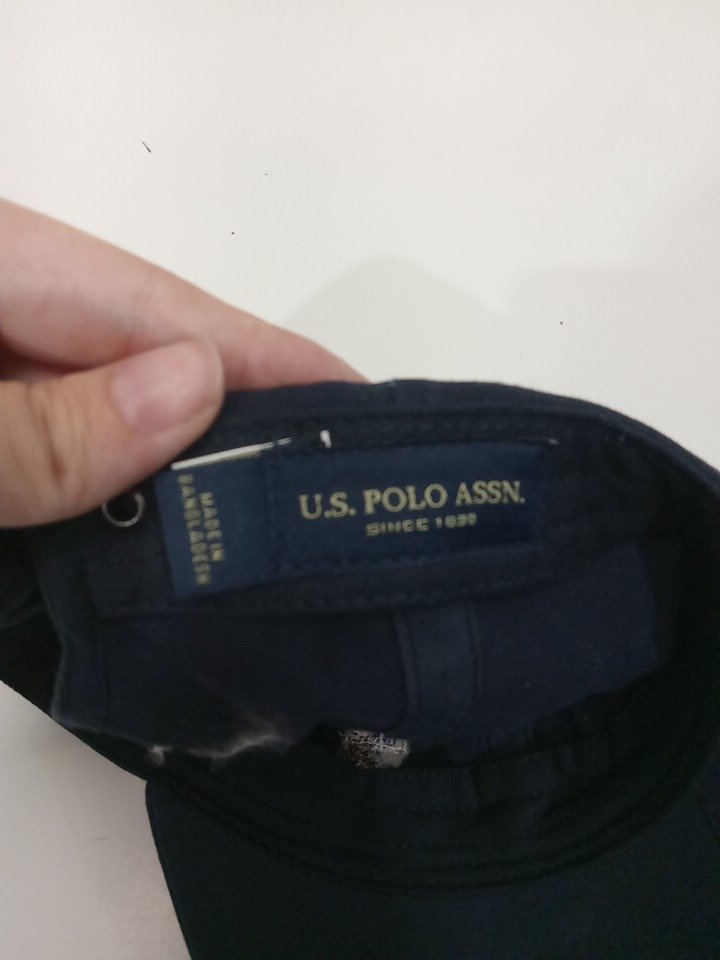 U.S. POLO ASSN.
SINCE 1890
MADE IN
BANGLADESH